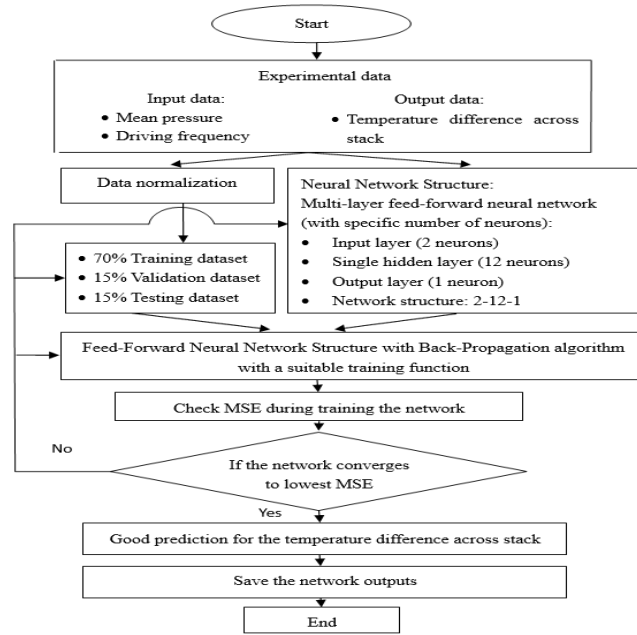 Start
Experimental data
Input data:
• Mean pressure
• Driving frequency
Output data:
• Temperature difference across
stack
Data normalization
Neural Network Structure:
Multi-layer feed-forward neural network
(with specific number of neurons):
• Input layer (2 neurons)
• Single hidden layer (12 neurons)
• Output layer (1 neuron)
• Network structure: 2-12-1
• 70% Training dataset
• 15% Validation dataset
• 15% Testing dataset
Feed-Forward Neural Network Structure with Back-Propagation algorithm
with a suitable training function
Check MSE during training the network
No
If the network converges
to lowest MSE
Yes
Good prediction for the temperature difference across stack
Save the network outputs
End